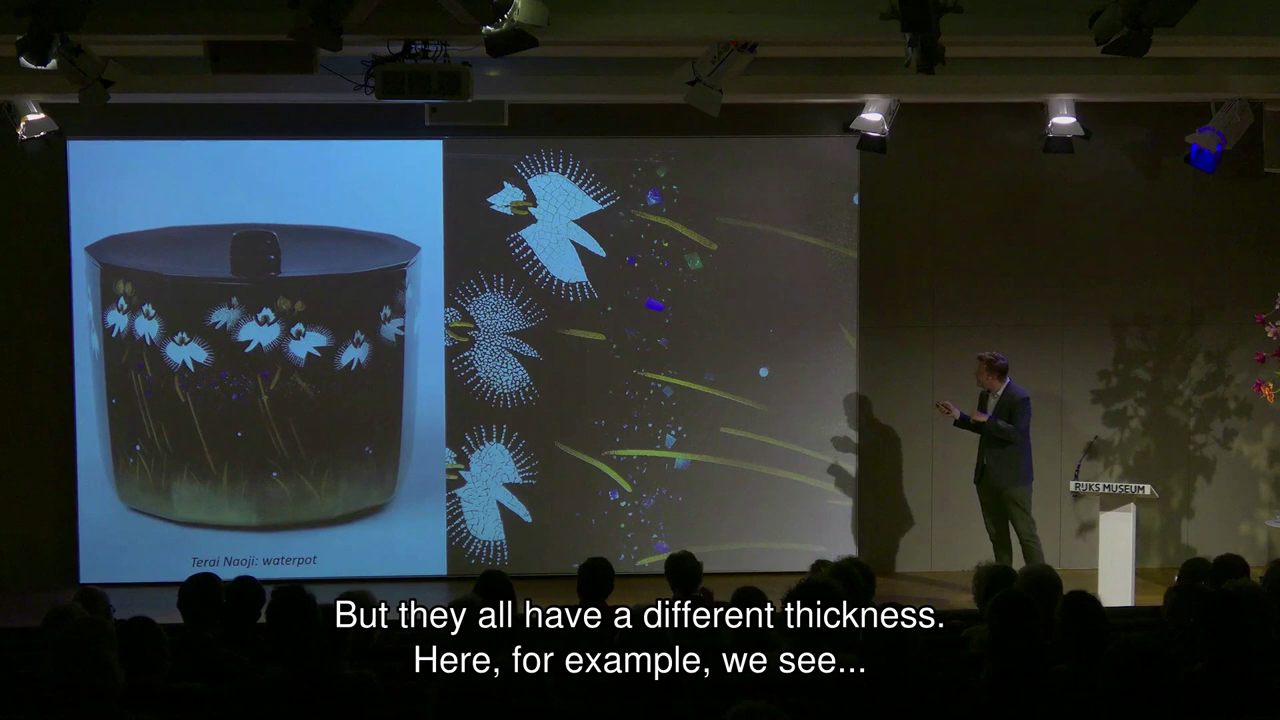 Terai Naoji: waterpot
RIJKS MUSEUM
But they all have a different thickness.
Here, for example, we see...